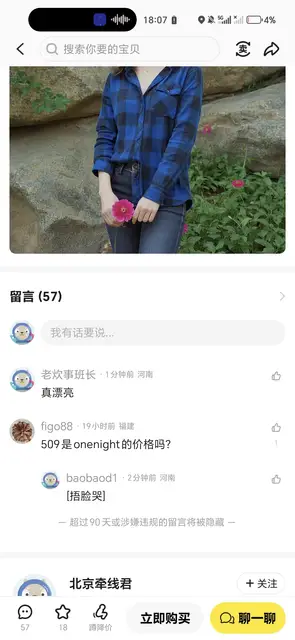 18:07
4%
搜索你要的宝贝
卖
留言 (57)
我有话要说...
老炊事班长 · 1分钟前 河南
真漂亮
figo88 · 19小时前 福建
509是onenight的价格吗?
1
baobaod1 · 2分钟前 河南
[捂脸哭]
— 超过90天或涉嫌违规的留言将被隐藏 —
北京牵线君
+ 关注
57
18
蹲降价
立即购买
聊一聊